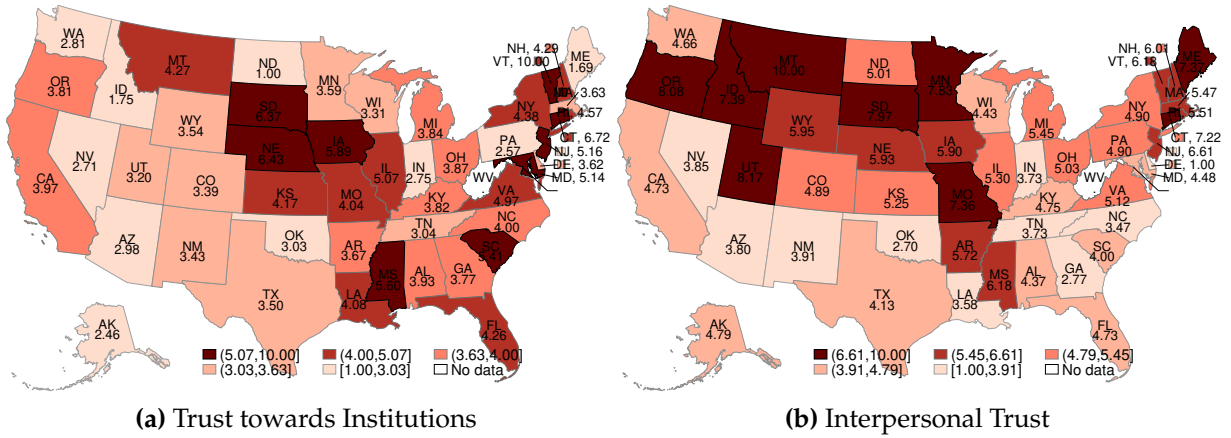 WA
2.81
MT
4.27
ND
1.00
NH, 4.29
VT, 10.00
ME
1.69
OR
3.81
ID
1.75
MN
3.59
3.63
SD
6.37
WI
3.31
NY
4.38
4.57
WY
3.54
MI
3.84
IA
5.89
PA
2.57
CT, 6.72
NJ, 5.16
DE, 3.62
MD, 5.14
NE
6.43
NV
2.71
UT
3.20
CO
3.39
IL
5.07
IN
2.75
OH
3.87
WV
CA
3.97
KS
4.17
MO
4.04
KY
3.82
VA
4.97
TN
3.04
NC
4.00
AZ
2.98
NM
3.43
OK
3.03
AR
3.67
SC
5.41
MS
5.60
AL
3.93
GA
3.77
TX
3.50
LA
4.08
FL
4.26
AK
2.46
(5.07,10.00] (4.00,5.07] (3.63,4.00]
(3.03,3.63] [1.00,3.03] No data
(a) Trust towards Institutions
WA
4.66
MT
10.00
ND
5.01
NH, 6.01
VT, 6.18
ME
7.37
OR
8.08
ID
7.39
MN
7.83
MA, 5.47
SD
7.97
WI
4.43
NY
4.90
5.51
WY
5.95
MI
5.45
IA
5.90
PA
4.90
CT, 7.22
NJ, 6.61
DE, 1.00
MD, 4.48
NE
5.93
NV
3.85
UT
8.17
CO
4.89
IL
5.30
IN
3.73
OH
5.03
WV
CA
4.73
KS
5.25
MO
7.36
KY
4.75
VA
5.12
TN
3.73
NC
3.47
AZ
3.80
NM
3.91
OK
2.70
AR
5.72
SC
4.00
MS
6.18
AL
4.37
GA
2.77
TX
4.13
LA
3.58
FL
4.73
AK
4.79
(6.61,10.00] (5.45,6.61] (4.79,5.45]
(3.91,4.79] [1.00,3.91] No data
(b) Interpersonal Trust